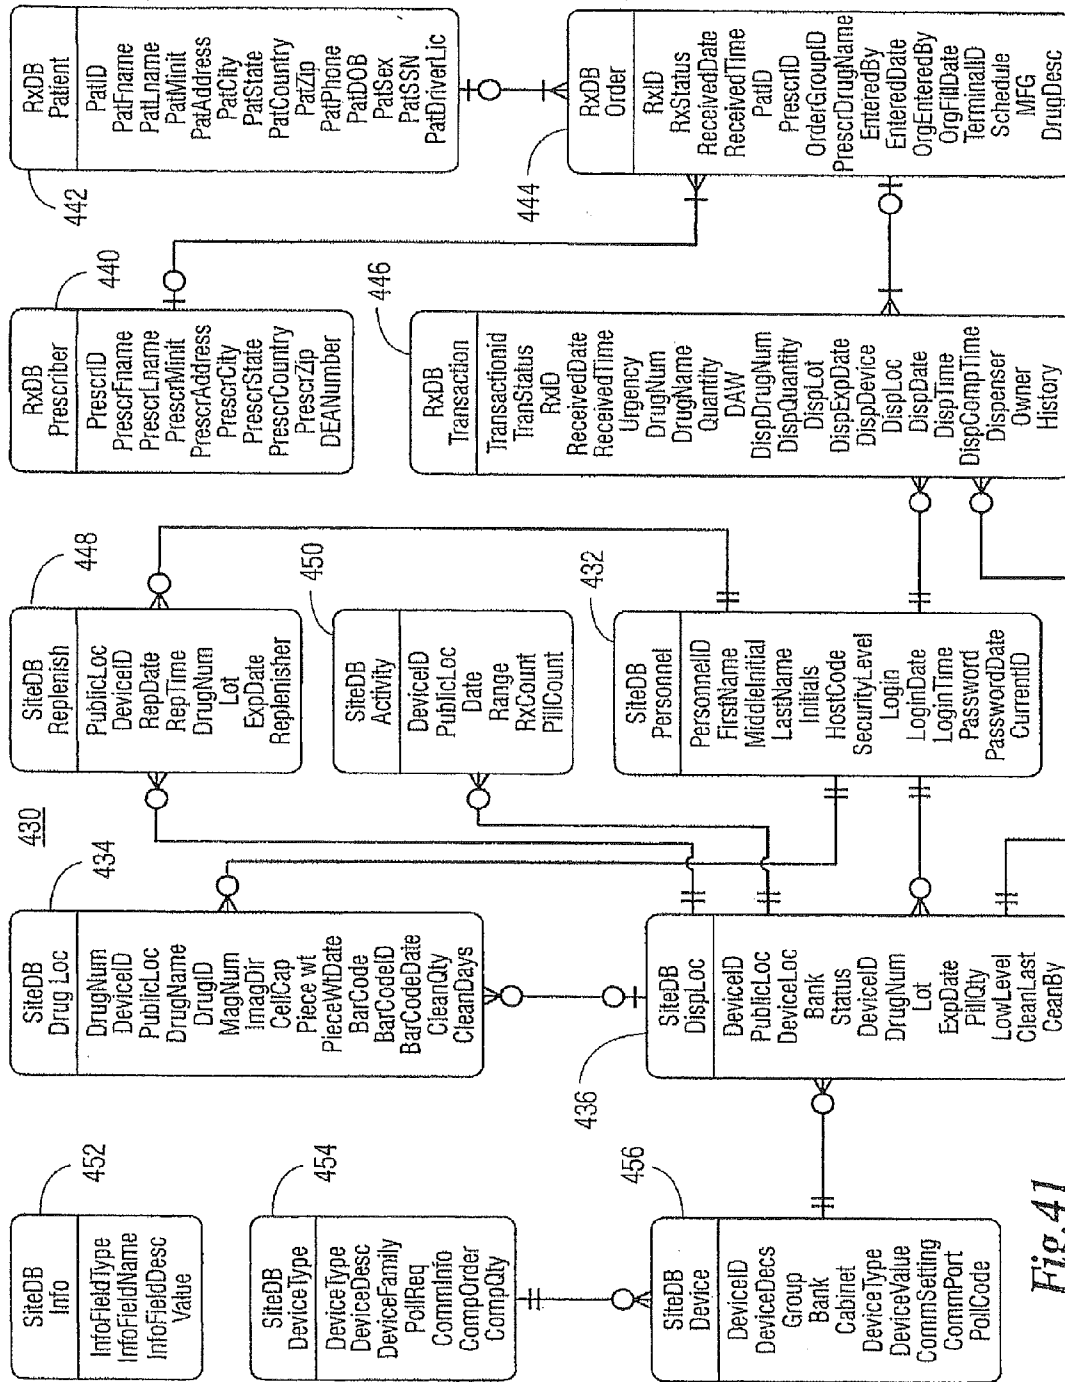 430
SiteDB
Info
InfoFieldType
InfoFieldName
InfoFieldDesc
Value
452
SiteDB
DeviceType
DeviceType
DeviceDesc
DeviceFamily
PollReq
CommInfo
CompOrder
CompQty
454
SiteDB
Device
DeviceID
DeviceDecs
Group
Bank
Cabinet
DeviceType
DeviceValue
CommSetting
CommPort
PolCode
456
SiteDB
Drug Loc
DrugNum
DeviceID
PublicLoc
DrugName
DrugID
MagNum
ImagDir
CellCap
Piece wt
PieceWtDate
BarCode
BarCodeID
BarCodeDate
CleanQty
CleanDays
434
SiteDB
DispLoc
DeviceID
PublicLoc
DeviceLoc
Bank
Status
DeviceID
DrugNum
Lot
ExpDate
PillQty
LowLevel
CleanLast
CeanBy
436
SiteDB
Replenish
PublicLoc
DeviceID
RepDate
RepTime
DrugNum
Lot
ExpDate
Replenisher
448
SiteDB
Activity
DeviceID
PublicLoc
Date
Range
RxCount
PillCount
450
SiteDB
Personnel
PersonnelID
FirstName
MiddleInitial
LastName
Initials
HostCode
SecurityLevel
Login
LoginDate
LoginTime
Password
PasswordDate
CurrentID
432
RxDB
Prescriber
PrescrID
PrescrFname
PrescrLname
PrescrMinit
PrescrAddress
PrescrCity
PrescrState
PrescrCountry
PrescrZip
DEANumber
440
RxDB
Transaction
Transactionid
TranStatus
RxID
ReceivedDate
ReceivedTime
Urgency
DrugNum
DrugName
Quantity
DAW
DispDrugNum
DispQuantity
DispLot
DispExpDate
DispDevice
DispLoc
DispDate
DispTime
DispCompTime
Dispenser
Owner
History
446
RxDB
Patient
PatID
PatFname
PatLname
PatMinit
PatAddress
PatCity
PatState
PatCountry
PatZip
PatPhone
PatDOB
PatSex
PatSSN
PatDriverLic
442
RxDB
Order
RxID
RxStatus
ReceivedDate
ReceivedTime
PatID
PrescrID
OrderGroupID
PrescrDrugName
EnteredBy
EnteredDate
OrgEnteredBy
OrgFillDate
TerminalID
Schedule
MFG
DrugDesc
444
Fig.41